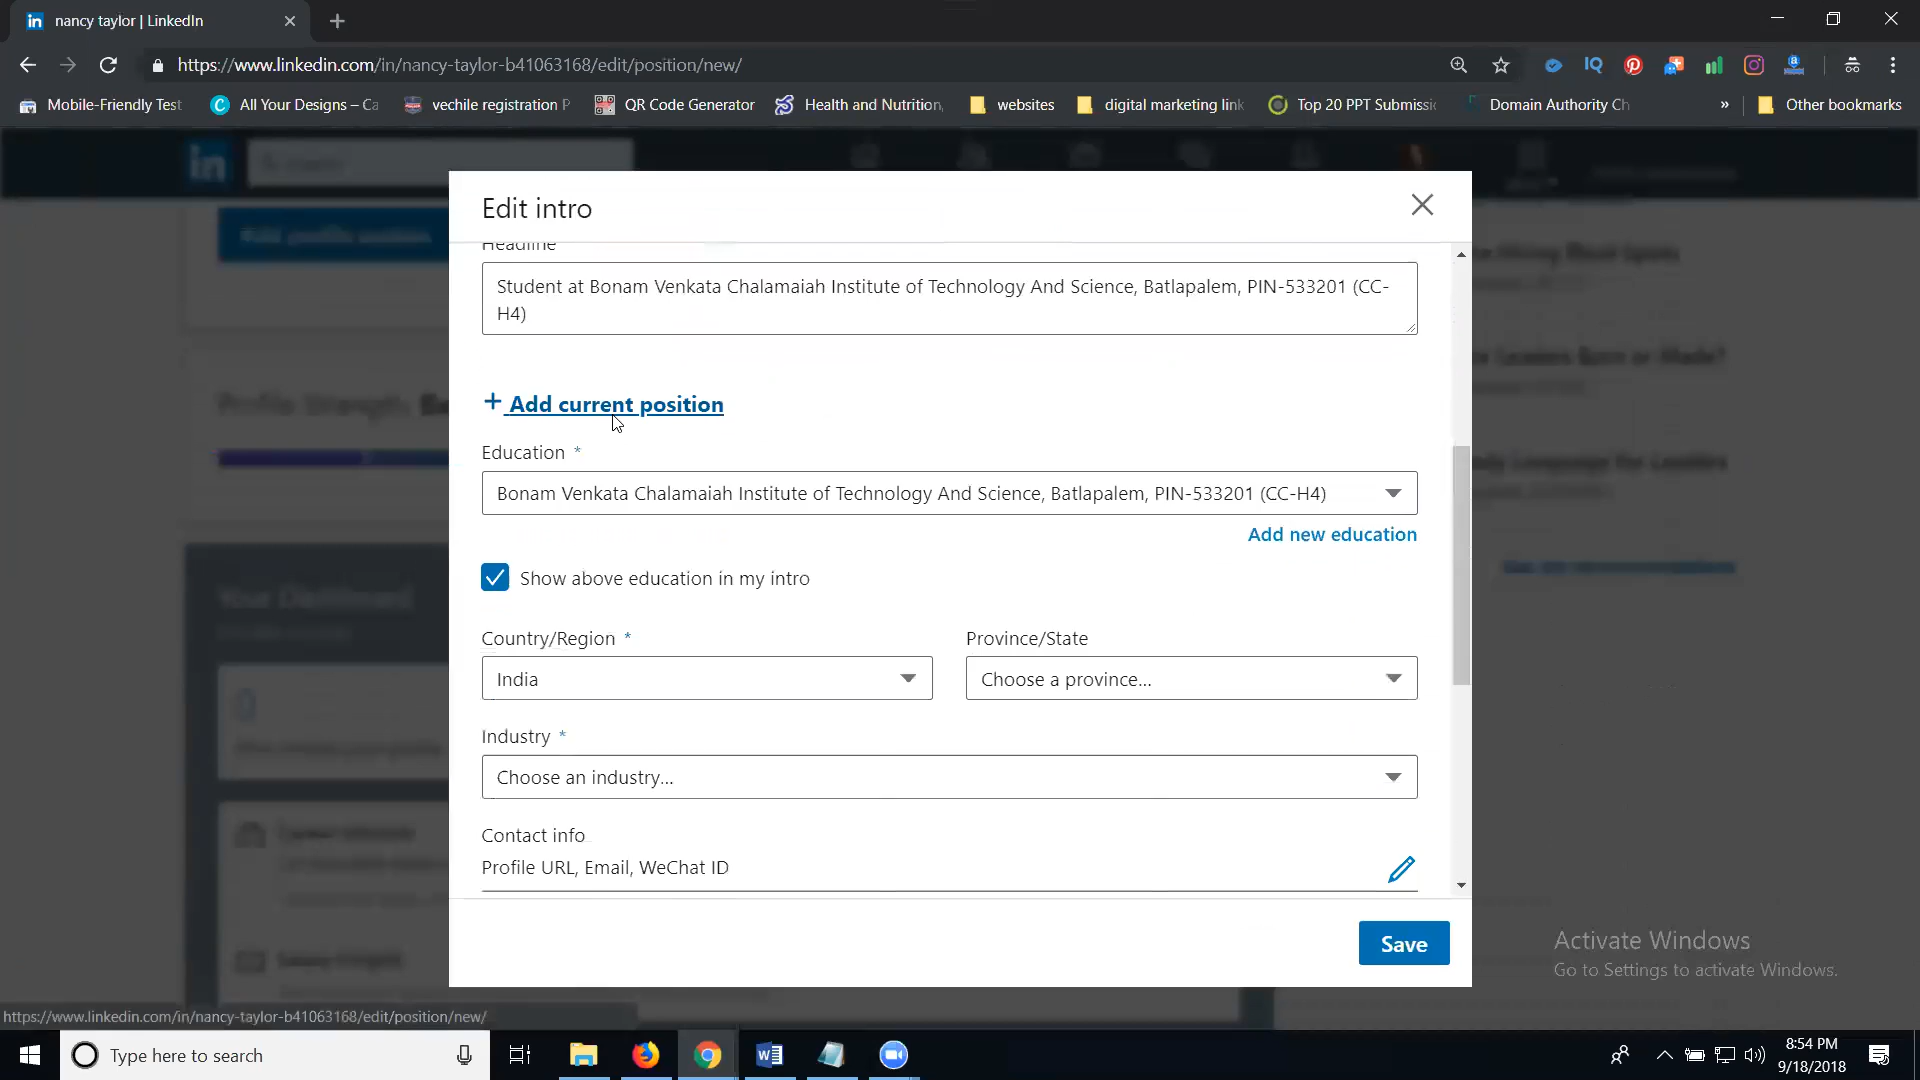 nancy taylor | LinkedIn
https://www.linkedin.com/in/nancy-taylor-b41063168/edit/position/new/
Mobile-Friendly Test
All Your Designs – Ca
vechile registration P
QR Code Generator
Health and Nutrition,
websites
digital marketing link
Top 20 PPT Submissio
Domain Authority Ch
»
Other bookmarks
Edit intro
Headline
Student at Bonam Venkata Chalamaiah Institute of Technology And Science, Batlapalem, PIN-533201 (CC-
H4)
+ Add current position
Education *
Bonam Venkata Chalamaiah Institute of Technology And Science, Batlapalem, PIN-533201 (CC-H4)
Add new education
Show above education in my intro
Country/Region * Province/State
India Choose a province...
Industry *
Choose an industry...
Contact info
Profile URL, Email, WeChat ID
Save
Your Dashboard
Profile Strength:
Activate Windows
Go to Settings to activate Windows.
https://www.linkedin.com/in/nancy-taylor-b41063168/edit/position/new/
Type here to search
8:54 PM
9/18/2018